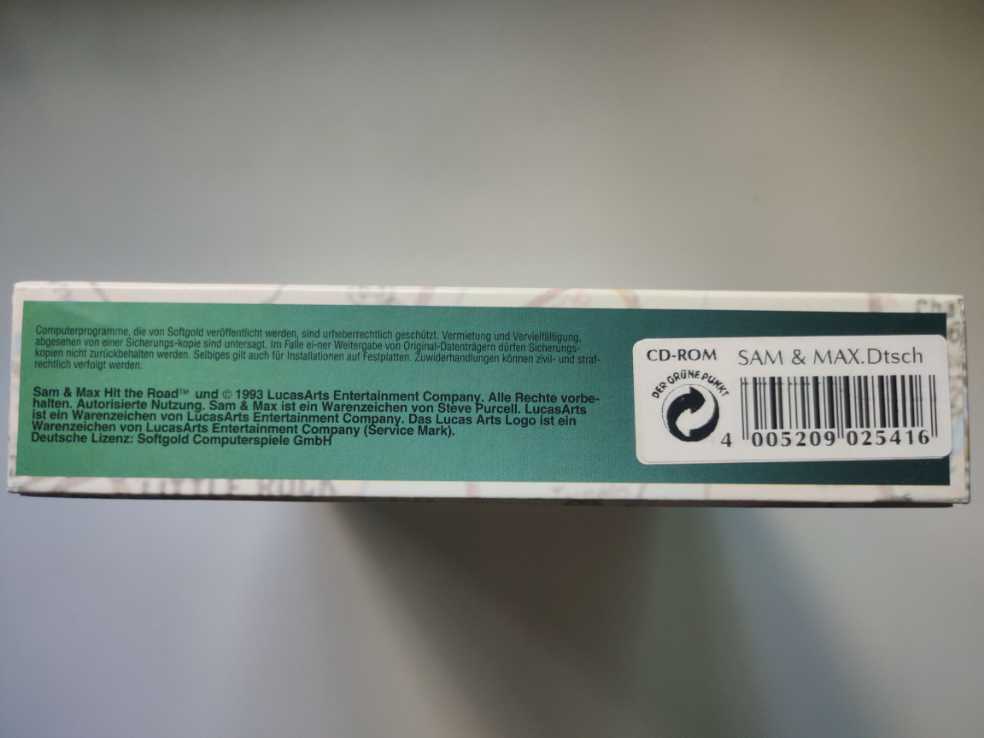 Computerprogramme, die von Softgold veröffentlicht werden, sind urheberrechtlich geschützt. Vermietung und Vervielfältigung,
abgesehen von einer Sicherungs-kopie sind untersagt. Im Falle ei-ner Weitergabe von Original-Datenträgern dürfen Sicherungs-
kopien nicht zurückbehalten werden. Selbiges gilt auch für Installationen auf Festplatten. Zuwiderhandlungen können zivil- und straf-
rechtlich verfolgt werden.
Sam & Max Hit the Road™ und © 1993 LucasArts Entertainment Company. Alle Rechte vorbe-
halten. Autorisierte Nutzung. Sam & Max ist ein Warenzeichen von Steve Purcell. LucasArts
ist ein Warenzeichen von LucasArts Entertainment Company. Das Lucas Arts Logo ist ein
Warenzeichen von LucasArts Entertainment Company (Service Mark).
Deutsche Lizenz: Softgold Computerspiele GmbH
CD-ROM SAM & MAX.Dtsch
DER GRÜNE PUNKT
4 005209 025416
LITTLE ROCK